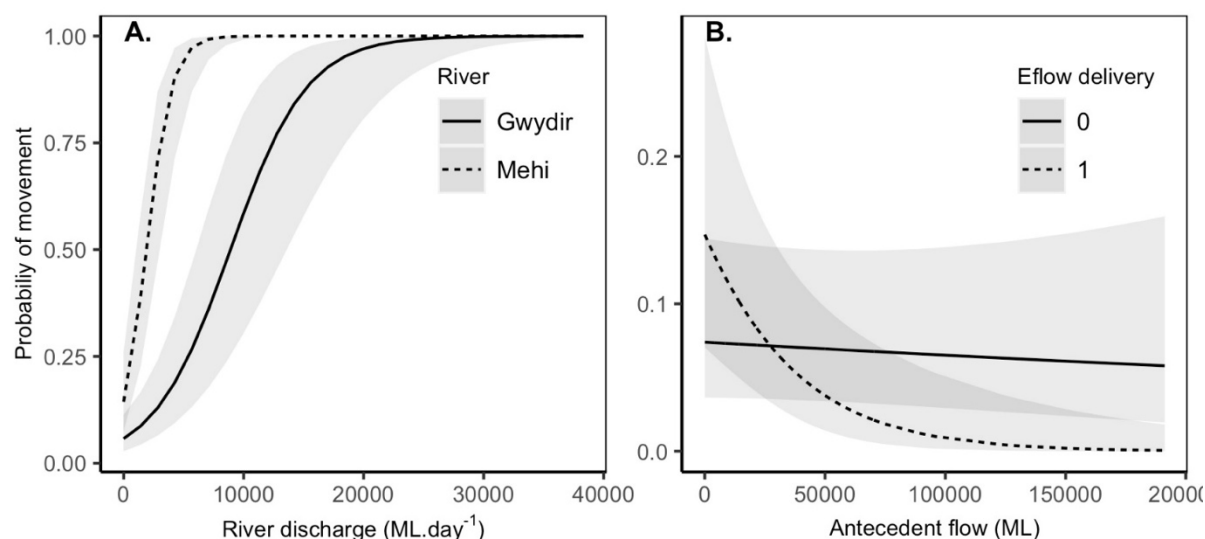 A.
1.00
0.75
0.50
0.25
0.00
Probabiliy of movement
River
Gwydir
Mehi
0 10000 20000 30000 40000
River discharge (ML.day-1)
B.
0.2
0.1
0.0
Eflow delivery
0
1
0 50000 100000 150000 20000
Antecedent flow (ML)